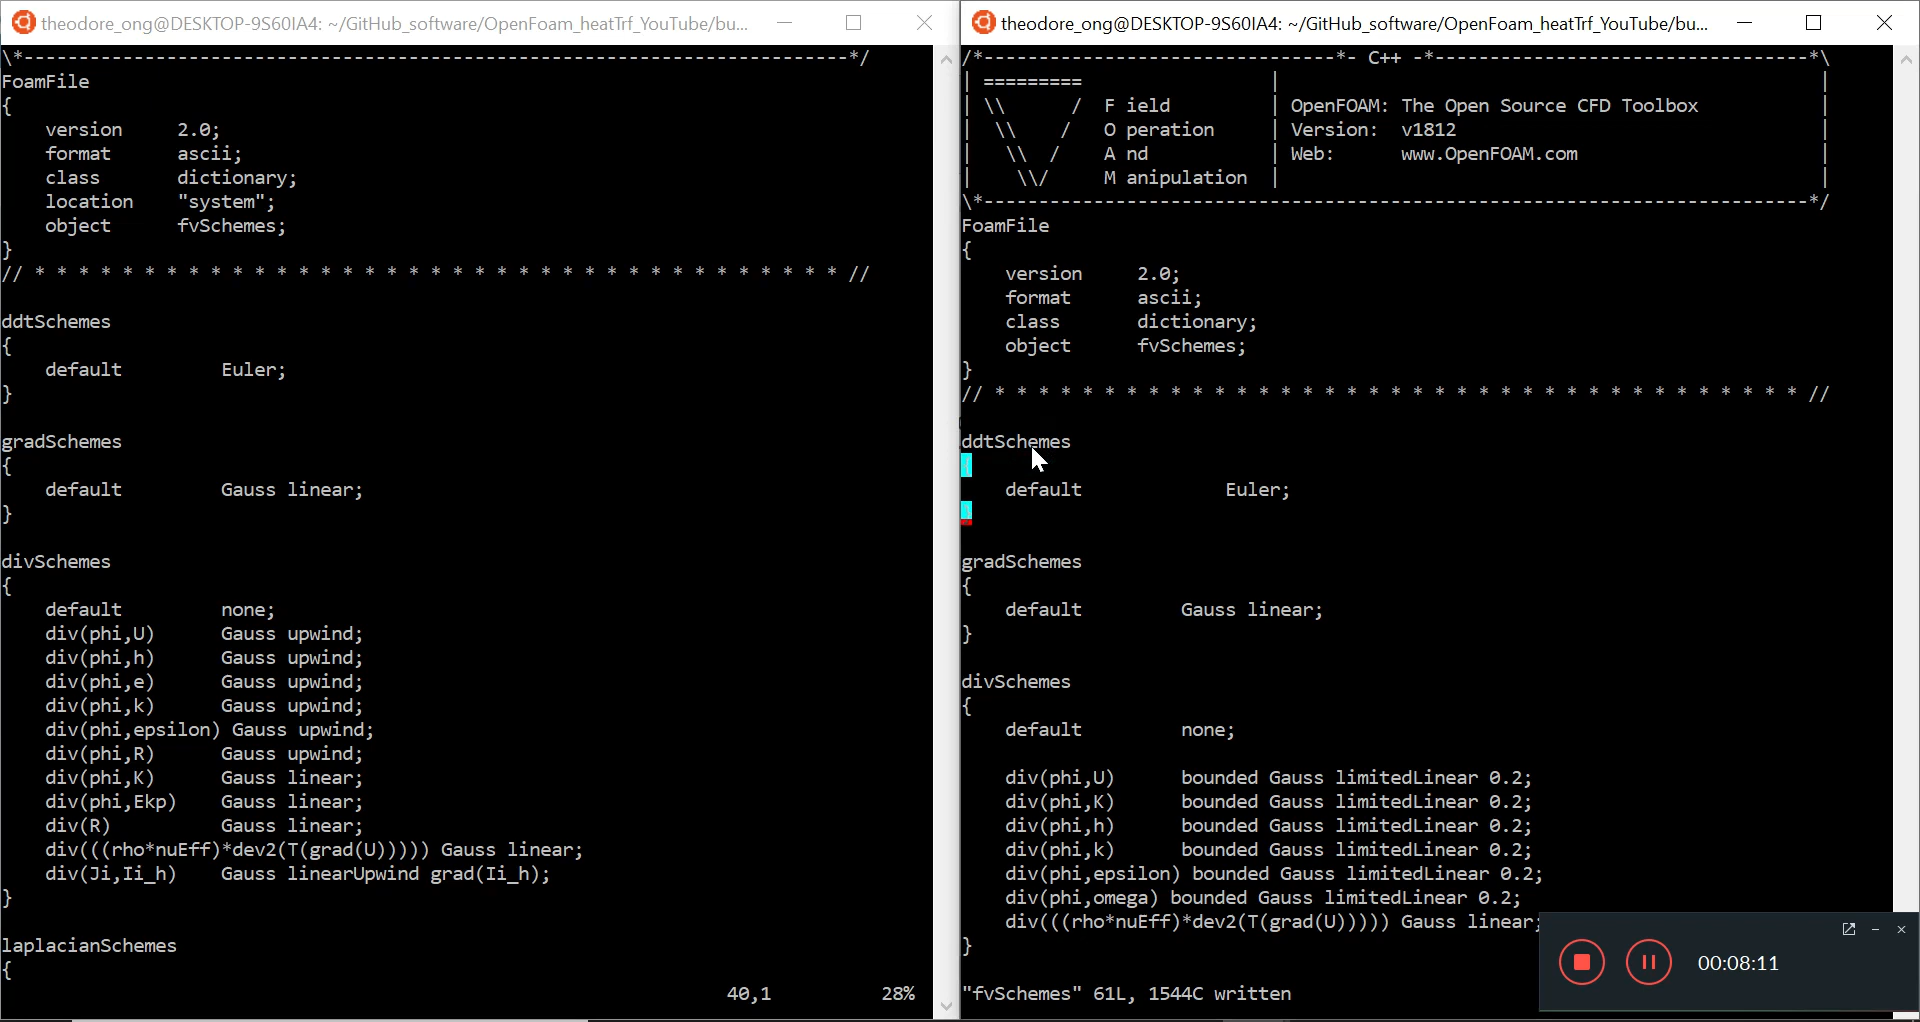 theodore_ong@DESKTOP-9S60IA4: ~/GitHub_software/OpenFoam_heatTrf_YouTube/bu...
\*---------------------------------------------------------------------------*/
FoamFile
{
    version     2.0;
    format      ascii;
    class       dictionary;
    location    "system";
    object      fvSchemes;
}
// * * * * * * * * * * * * * * * * * * * * * * * * * * * * * * * * * * * * * //
ddtSchemes
{
    default         Euler;
}
gradSchemes
{
    default         Gauss linear;
}
divSchemes
{
    default         none;
    div(phi,U)      Gauss upwind;
    div(phi,h)      Gauss upwind;
    div(phi,e)      Gauss upwind;
    div(phi,k)      Gauss upwind;
    div(phi,epsilon) Gauss upwind;
    div(phi,R)      Gauss upwind;
    div(phi,K)      Gauss linear;
    div(phi,Ekp)    Gauss linear;
    div(R)          Gauss linear;
    div(((rho*nuEff)*dev2(T(grad(U))))) Gauss linear;
    div(Ji,Ii_h)    Gauss linearUpwind grad(Ii_h);
}
laplacianSchemes
{
40,1          28%
theodore_ong@DESKTOP-9S60IA4: ~/GitHub_software/OpenFoam_heatTrf_YouTube/bu...
/*--------------------------------*- C++ -*----------------------------------*\
| =========                 |                                                 |
| \\      /  F ield         | OpenFOAM: The Open Source CFD Toolbox           |
|  \\    /   O peration     | Version:  v1812                                 |
|   \\  /    A nd           | Web:      www.OpenFOAM.com                      |
|    \\/     M anipulation  |                                                 |
\*---------------------------------------------------------------------------*/
FoamFile
{
    version     2.0;
    format      ascii;
    class       dictionary;
    object      fvSchemes;
}
// * * * * * * * * * * * * * * * * * * * * * * * * * * * * * * * * * * * * * //
ddtSchemes
{
    default             Euler;
}
gradSchemes
{
    default         Gauss linear;
}
divSchemes
{
    default         none;
    div(phi,U)      bounded Gauss limitedLinear 0.2;
    div(phi,K)      bounded Gauss limitedLinear 0.2;
    div(phi,h)      bounded Gauss limitedLinear 0.2;
    div(phi,k)      bounded Gauss limitedLinear 0.2;
    div(phi,epsilon) bounded Gauss limitedLinear 0.2;
    div(phi,omega) bounded Gauss limitedLinear 0.2;
    div(((rho*nuEff)*dev2(T(grad(U))))) Gauss linear;
}
"fvSchemes" 61L, 1544C written
00:08:11